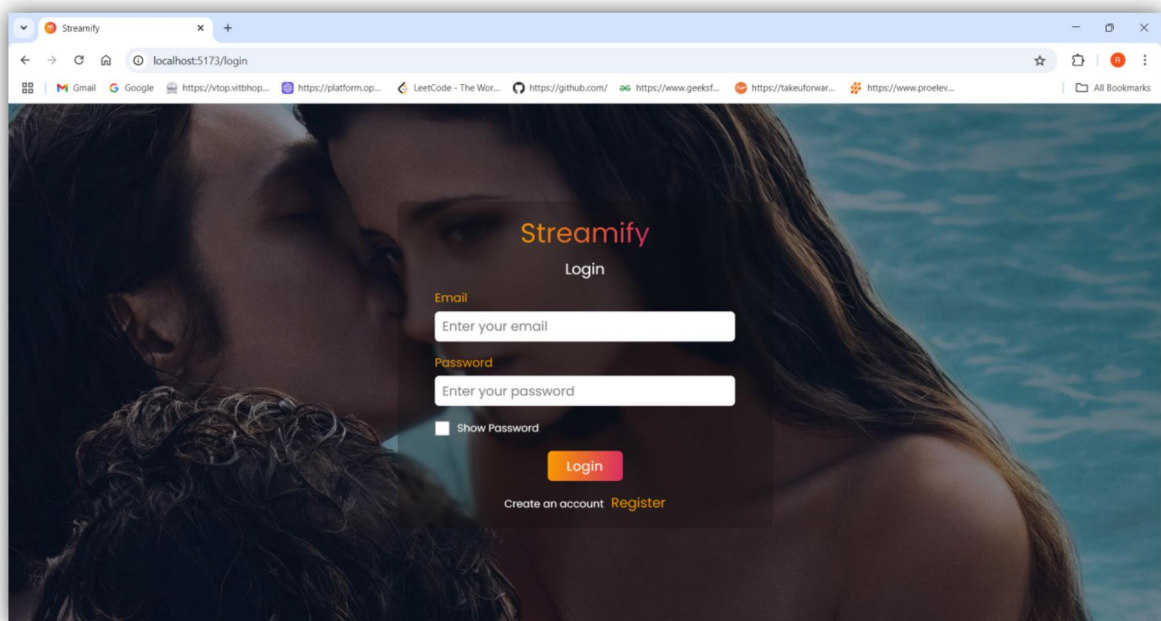 Streamify
localhost:5173/login
Gmail Google https://vtop.vitbhop... https://platform.op... LeetCode - The Wor... https://github.com/ https://www.geeksf... https://takeuforwar... https://www.proelev... All Bookmarks
Streamify
Login
Email
Enter your email
Password
Enter your password
Show Password
Login
Create an account Register